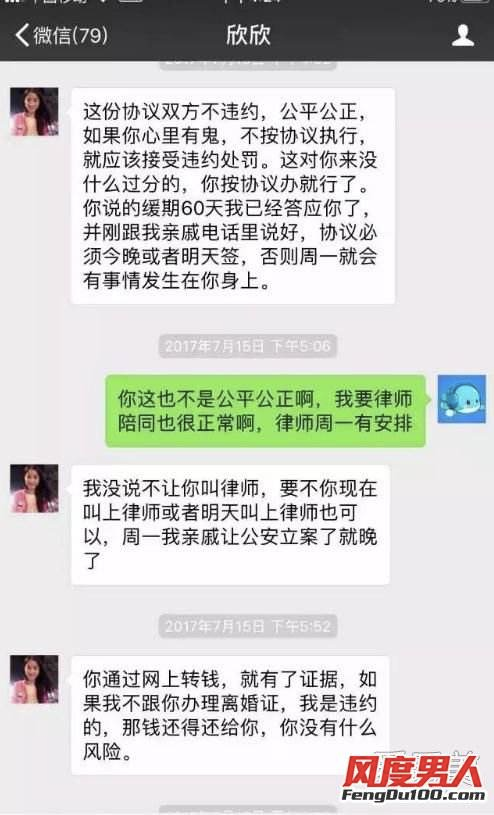 微信(79)
欣欣
这份协议双方不违约，公平公正，
如果你心里有鬼，不按协议执行，
就应该接受违约处罚。这对你来没
什么过分的，你按协议办就行了。
你说的缓期60天我已经答应你了，
并刚跟我亲戚电话里说好，协议必
须今晚或者明天签，否则周一就会
有事情发生在你身上。
2017年7月15日 下午5:06
你这也不是公平公正啊，我要律师
陪同也很正常啊，律师周一有安排
我没说不让你叫律师，要不你现在
叫上律师或者明天叫上律师也可
以，周一我亲戚让公安立案了就晚
了
2017年7月15日 下午5:52
你通过网上转钱，就有了证据，如
果我不跟你办理离婚证，我是违约
的，那钱还得还给你，你没有什么
风险。
风度男人
FengDu100.com